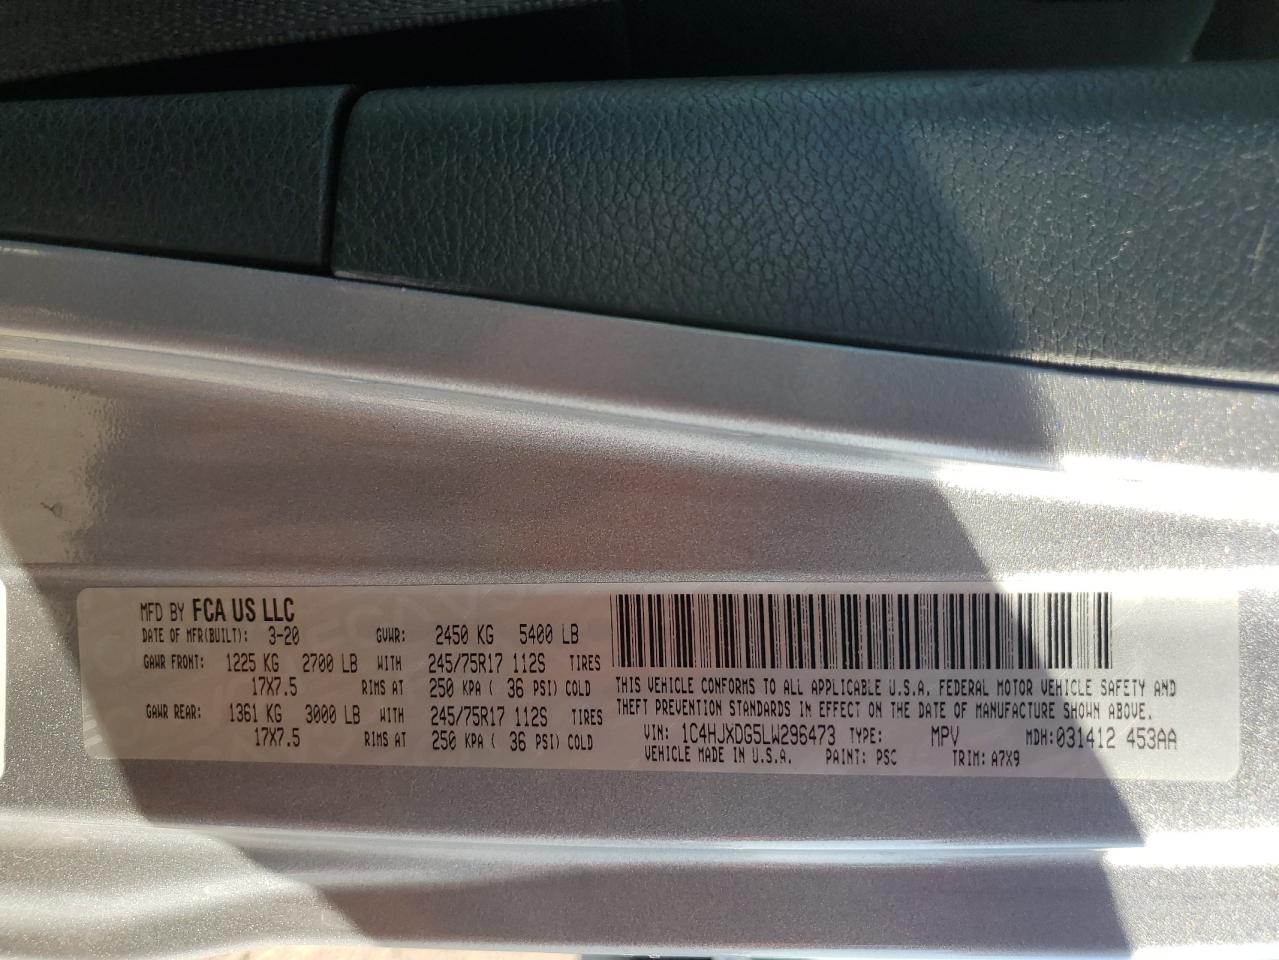 MFD BY FCA US LLC
DATE OF MFR(BUILT): 3-20 GVWR: 2450 KG 5400 LB
GAWR FRONT: 1225 KG 2700 LB WITH 245/75R17 112S TIRES
17X7.5 RIMS AT 250 KPA ( 36 PSI) COLD
GAWR REAR: 1361 KG 3000 LB WITH 245/75R17 112S TIRES
17X7.5 RIMS AT 250 KPA ( 36 PSI) COLD
THIS VEHICLE CONFORMS TO ALL APPLICABLE U.S.A. FEDERAL MOTOR VEHICLE SAFETY AND
THEFT PREVENTION STANDARDS IN EFFECT ON THE DATE OF MANUFACTURE SHOWN ABOVE.
VIN: 1C4HJXDG5LW296473 TYPE: MPV MDH:031412 453AA
VEHICLE MADE IN U.S.A. PAINT: PSC TRIM: A7X9